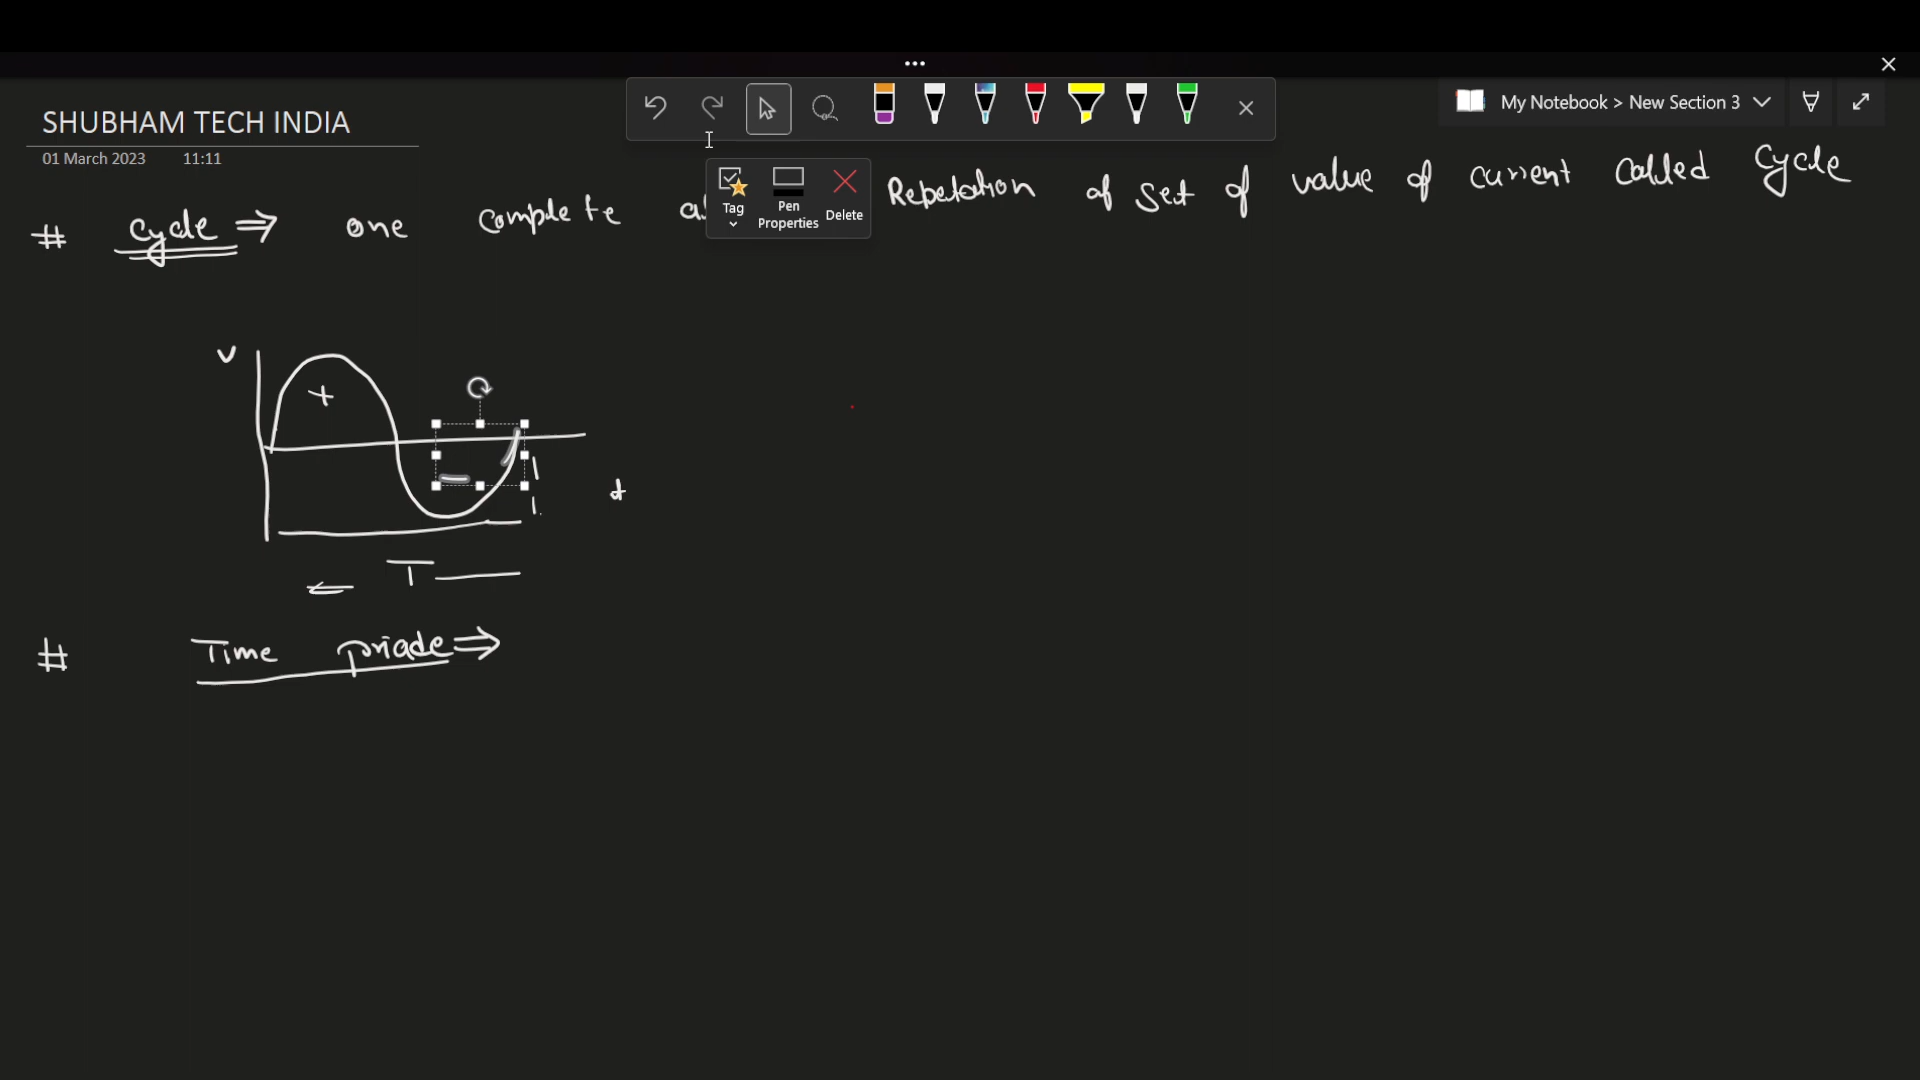 SHUBHAM TECH INDIA
01 March 2023 11:11
My Notebook > New Section 3
Tag
Pen Properties
Delete
# Cycle ⇒ one complete Repetation of set of value of current called Cycle
V
+
t
T
# Time priade ⇒